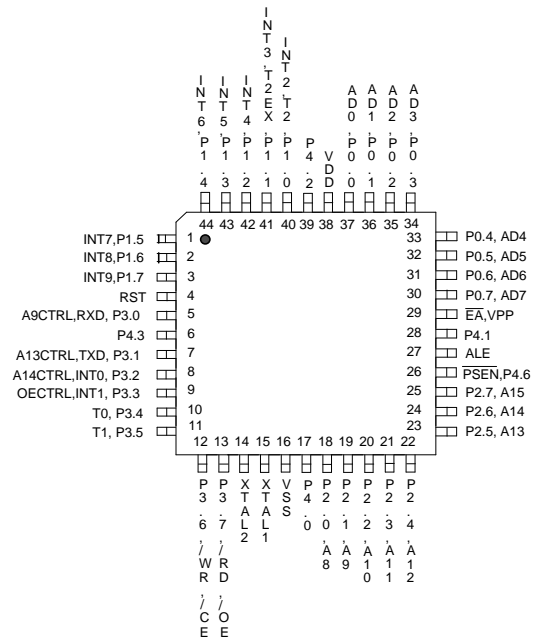 INT6,P1.4
INT5,P1.3
INT4,P1.2
INT3,T2EX,P1.1
INT2,T2,P1.0
P4.2
VDD
AD0,P0.0
AD1,P0.1
AD2,P0.2
AD3,P0.3
44 43 42 41 40 39 38 37 36 35 34
INT7,P1.5 1
INT8,P1.6 2
INT9,P1.7 3
RST 4
A9CTRL,RXD, P3.0 5
P4.3 6
A13CTRL,TXD, P3.1 7
A14CTRL,INT0, P3.2 8
OECTRL,INT1, P3.3 9
T0, P3.4 10
T1, P3.5 11
33 P0.4, AD4
32 P0.5, AD5
31 P0.6, AD6
30 P0.7, AD7
29 EA,VPP
28 P4.1
27 ALE
26 PSEN,P4.6
25 P2.7, A15
24 P2.6, A14
23 P2.5, A13
12 13 14 15 16 17 18 19 20 21 22
P3.6,/WR,/CE
P3.7,/RD,/OE
XTAL2
XTAL1
VSS
P4.0
P2.0,A8
P2.1,A9
P2.2,A10
P2.3,A11
P2.4,A12